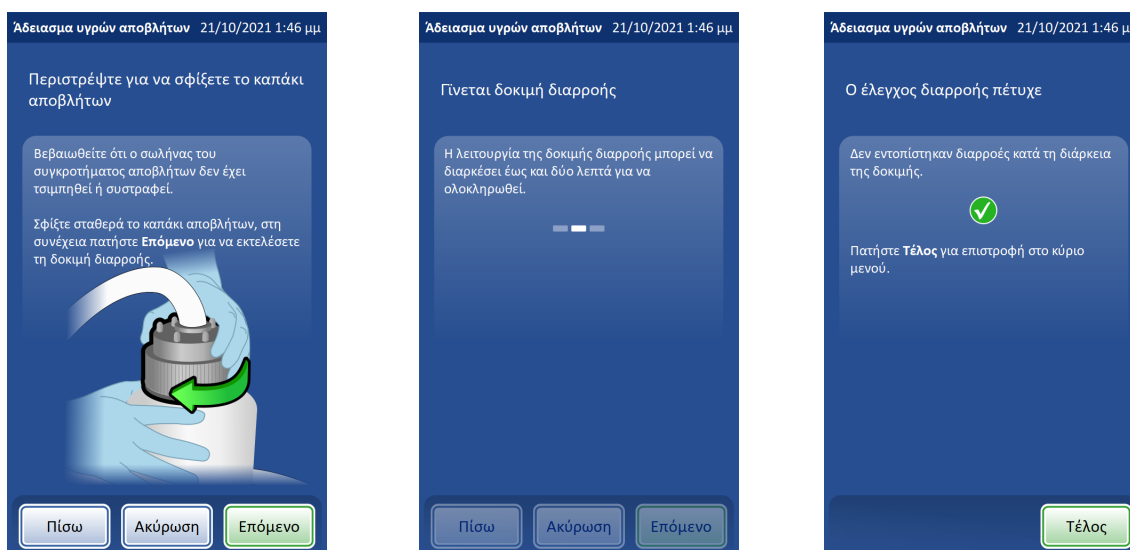 Άδειασμα υγρών αποβλήτων 21/10/2021 1:46 μμ
Περιστρέψτε για να σφίξετε το καπάκι
αποβλήτων
Βεβαιωθείτε ότι ο σωλήνας του
συγκροτήματος αποβλήτων δεν έχει
τσιμπηθεί ή συστραφεί.
Σφίξτε σταθερά το καπάκι αποβλήτων, στη
συνέχεια πατήστε Επόμενο για να εκτελέσετε
τη δοκιμή διαρροής.
Πίσω
Ακύρωση
Επόμενο
Άδειασμα υγρών αποβλήτων 21/10/2021 1:46 μμ
Γίνεται δοκιμή διαρροής
Η λειτουργία της δοκιμής διαρροής μπορεί να
διαρκέσει έως και δύο λεπτά για να
ολοκληρωθεί.
Πίσω
Ακύρωση
Επόμενο
Άδειασμα υγρών αποβλήτων 21/10/2021 1:46 μ
Ο έλεγχος διαρροής πέτυχε
Δεν εντοπίστηκαν διαρροές κατά τη διάρκεια
της δοκιμής.
Πατήστε Τέλος για επιστροφή στο κύριο
μενού.
Τέλος